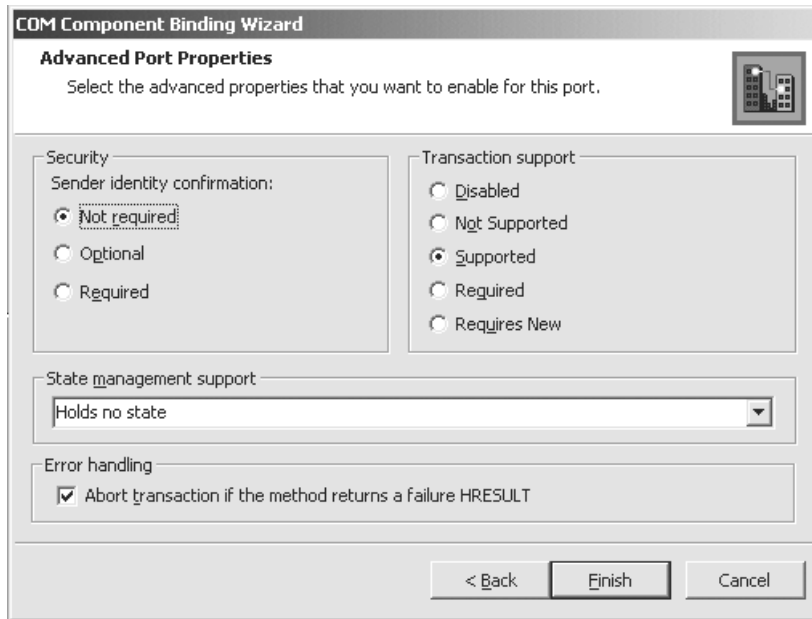 COM Component Binding Wizard
Advanced Port Properties
Select the advanced properties that you want to enable for this port.
Security
Sender identity confirmation:
Not required
Optional
Required
Transaction support
Disabled
Not Supported
Supported
Required
Requires New
State management support
Holds no state
Error handling
Abort transaction if the method returns a failure HRESULT
< Back
Finish
Cancel